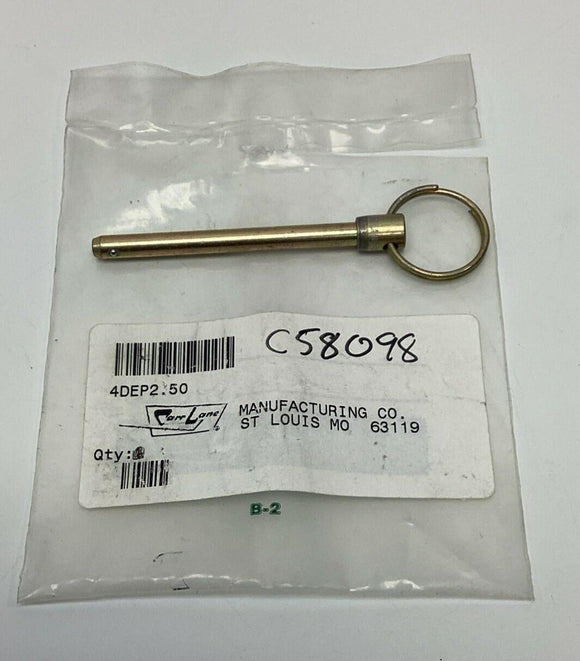 C58098
4DEP2.50
Carr Lane
MANUFACTURING CO.
ST LOUIS MO 63119
Qty:
B-2